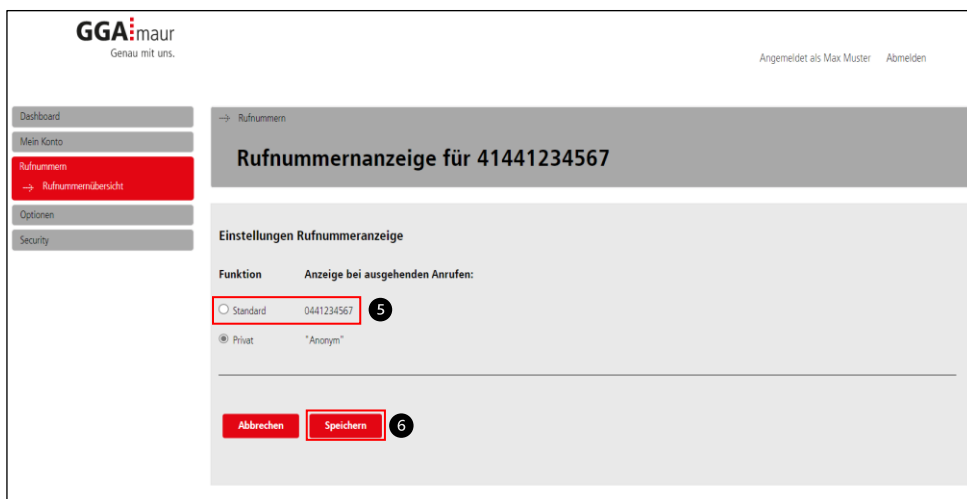 GGA maur
Genau mit uns.
Angemeldet als Max Muster Abmelden
Dashboard
Mein Konto
Rufnummern
→ Rufnummernübersicht
Optionen
Security
→ Rufnummern
Rufnummernanzeige für 41441234567
Einstellungen Rufnummeranzeige
Funktion Anzeige bei ausgehenden Anrufen:
Standard 0441234567 5
Privat "Anonym"
Abbrechen Speichern 6